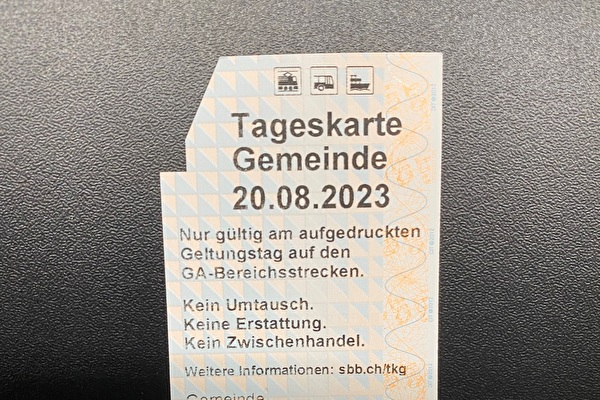 Tageskarte
Gemeinde
20.08.2023
Nur gültig am aufgedruckten
Geltungstag auf den
GA-Bereichsstrecken.
Kein Umtausch.
Keine Erstattung.
Kein Zwischenhandel.
Weitere Informationen: sbb.ch/tkg
Gemeinde